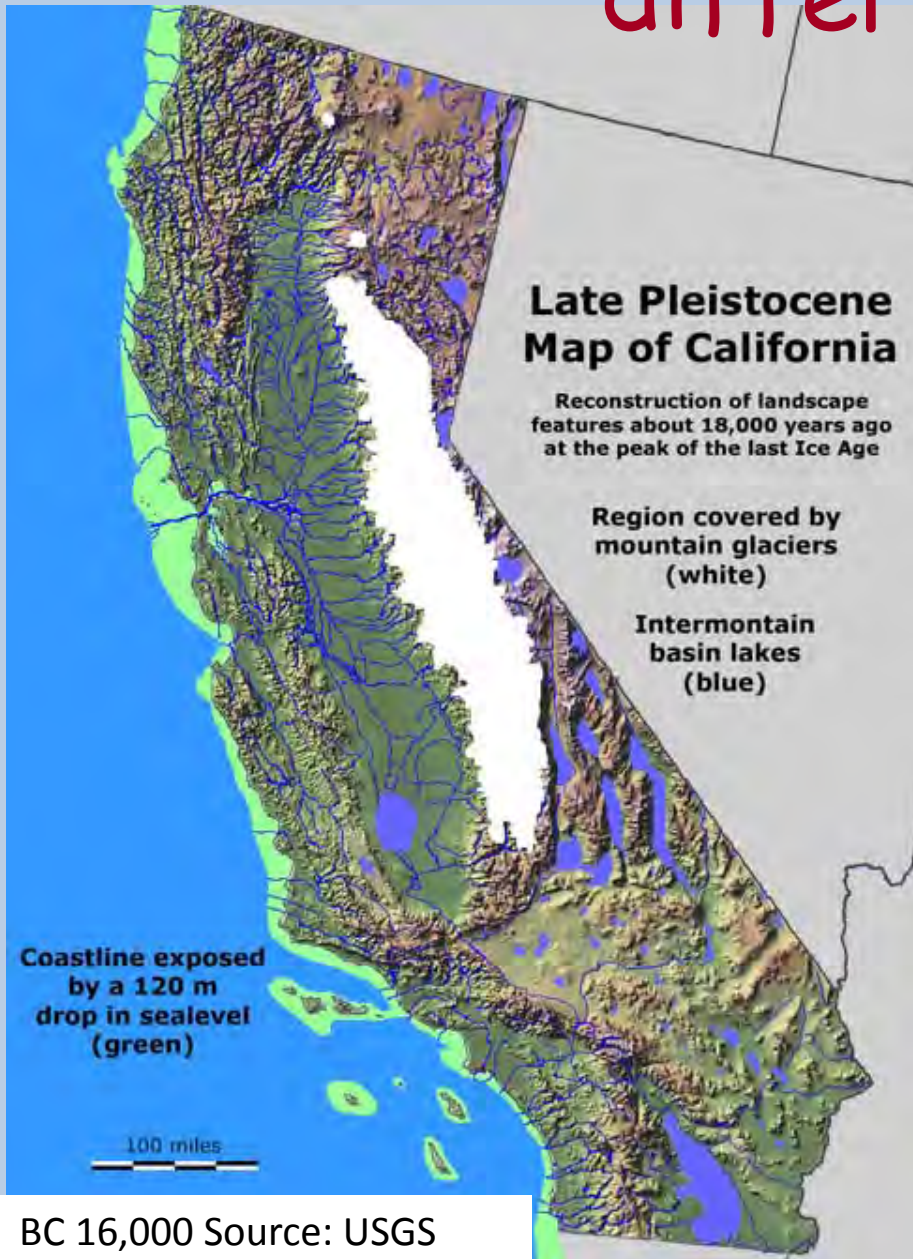 Late Pleistocene
Map of California
Reconstruction of landscape
features about 18,000 years ago
at the peak of the last Ice Age
Region covered by
mountain glaciers
(white)
Intermontain
basin lakes
(blue)
Coastline exposed
by a 120 m
drop in sealevel
(green)
100 miles
BC 16,000 Source: USGS